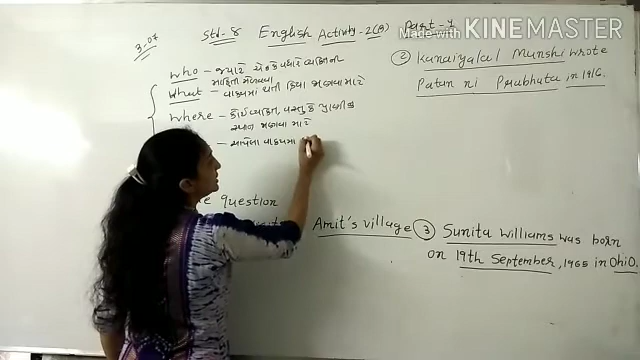 3.07
Std-8 English Activity-2(B) Part-4
Made with KINEMASTER
who - જ્યારે એક કે વધારે વ્યક્તિની
માહિતી મેળવવા
What - વાક્યમાં થતી ક્રિયા જાણવા માટે
where - કોઈ વ્યક્તિ, વસ્તુ કે પ્રાણીનું
સ્થાન જાણવા માટે
- આપેલા વાક્યમાં
question
Amit's village
② Kanaiyalal Munshi wrote
Patan ni Prabhuta in 1916.
③ Sunita Williams was born
on 19th September, 1965 in OhiO.